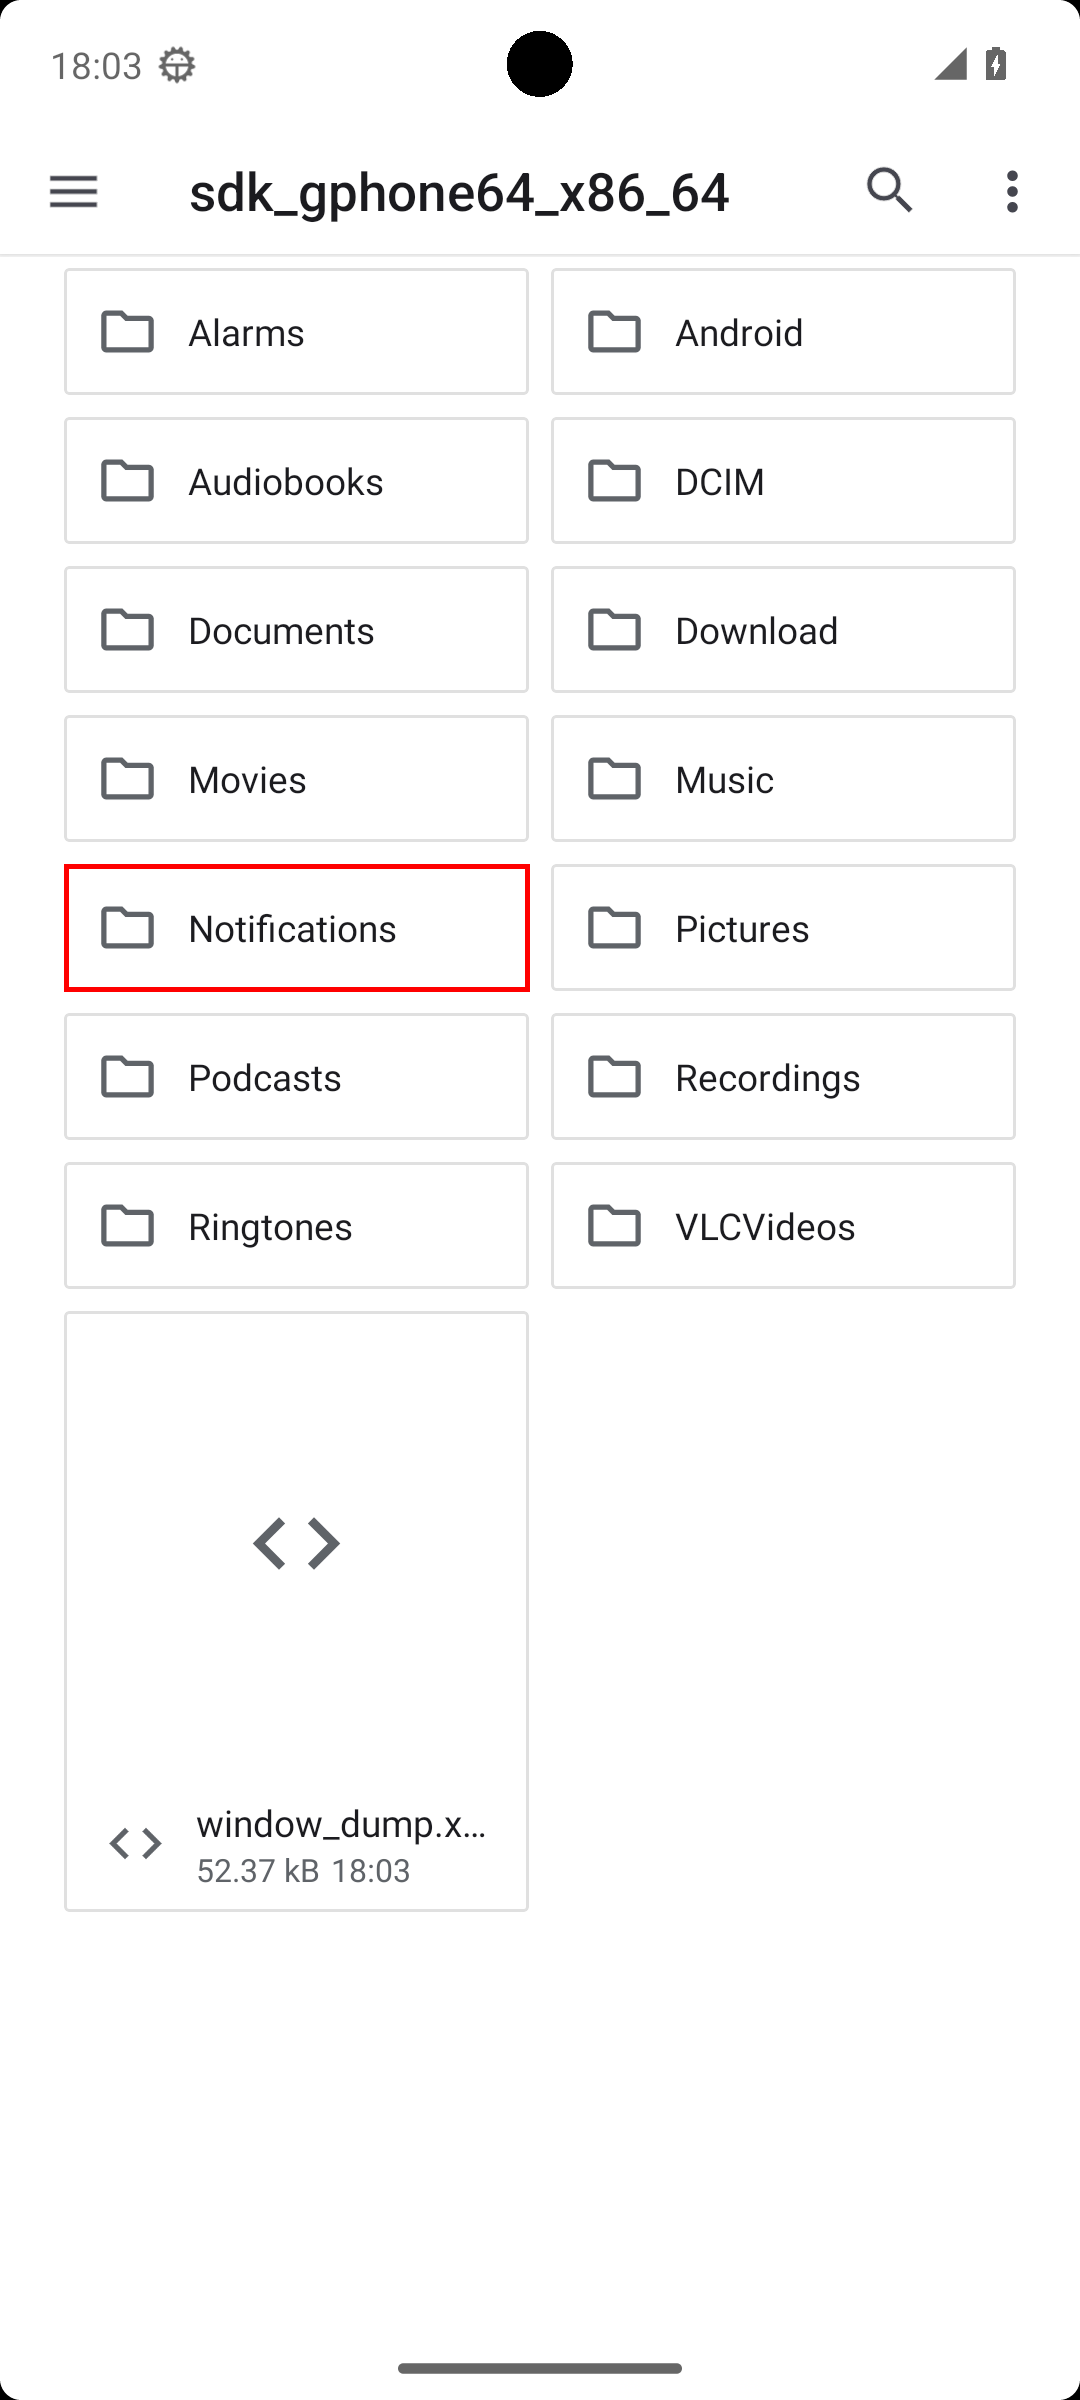 18:03
sdk_gphone64_x86_64
Alarms
Android
Audiobooks
DCIM
Documents
Download
Movies
Music
Notifications
Pictures
Podcasts
Recordings
Ringtones
VLCVideos
window_dump.x...
52.37 kB 18:03